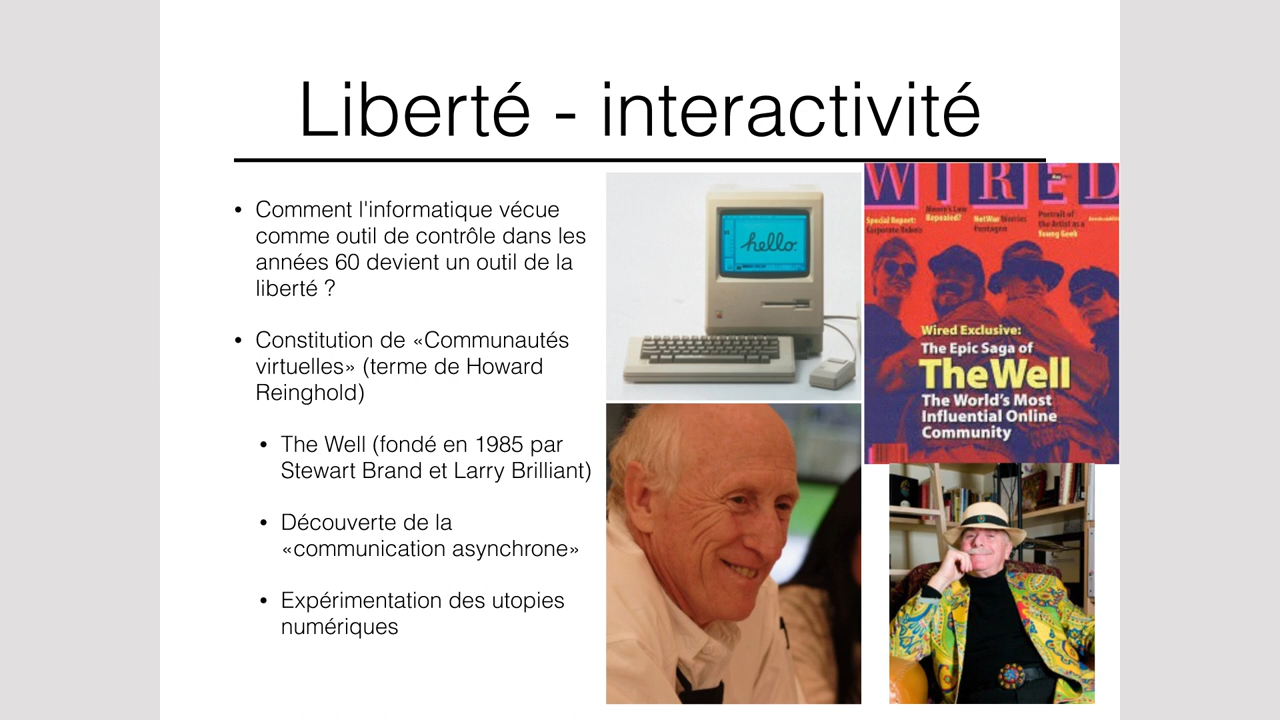 Liberté - interactivité
• Comment l'informatique vécue
comme outil de contrôle dans les
années 60 devient un outil de la
liberté ?
• Constitution de «Communautés
virtuelles» (terme de Howard
Reinghold)
• The Well (fondé en 1985 par
Stewart Brand et Larry Brilliant)
• Découverte de la
«communication asynchrone»
• Expérimentation des utopies
numériques
hello.
WIRED
Special Report:
Moore's Law
Repealed?
NetWar Worries
Pentagon
Portrait of
the Artist as a
Young Geek
Wired Exclusive:
The Epic Saga of
The Well
The World's Most
Influential Online
Community